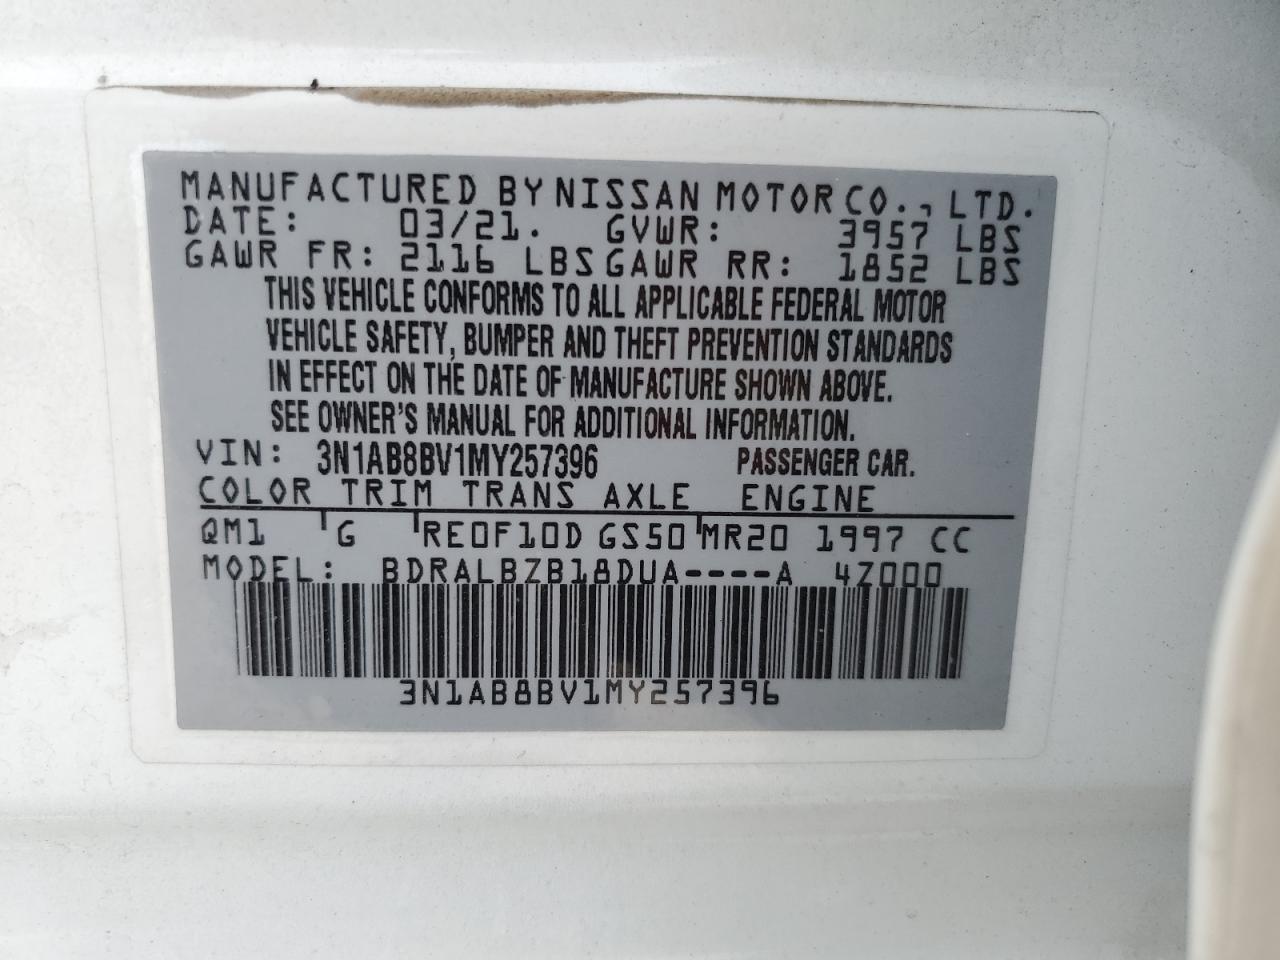 MANUFACTURED BY NISSAN MOTOR CO., LTD.
DATE: 03/21. GVWR: 3957 LBS
GAWR FR: 2116 LBS GAWR RR: 1852 LBS
THIS VEHICLE CONFORMS TO ALL APPLICABLE FEDERAL MOTOR
VEHICLE SAFETY, BUMPER AND THEFT PREVENTION STANDARDS
IN EFFECT ON THE DATE OF MANUFACTURE SHOWN ABOVE.
SEE OWNER'S MANUAL FOR ADDITIONAL INFORMATION.
VIN: 3N1AB8BV1MY257396 PASSENGER CAR.
COLOR TRIM TRANS AXLE ENGINE
QM1 G RE0F10D GS50 MR20 1997 CC
MODEL: BDRALBZB18DUA----A 4Z000
3N1AB8BV1MY257396